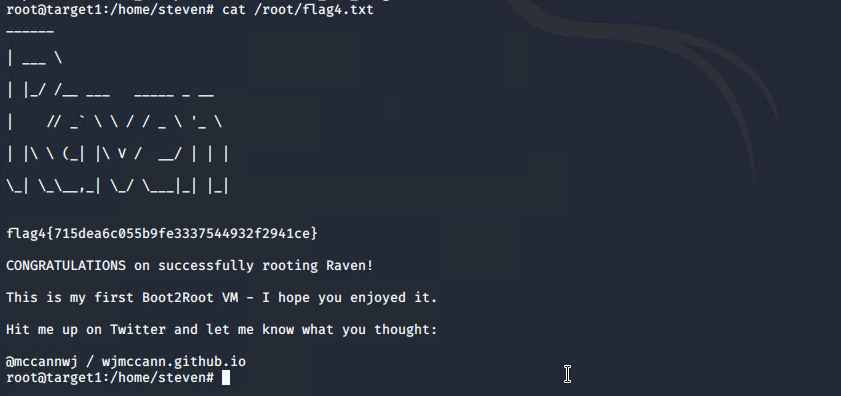 root@target1:/home/steven# cat /root/flag4.txt
______
| ___ \
| |_/ /__ ___   _____ _ __
|    // _` \ \ / / _ \ '_ \
| |\ \ (_| |\ V /  __/ | | |
\_| \_\__,_| \_/ \___|_| |_|
flag4{715dea6c055b9fe3337544932f2941ce}
CONGRATULATIONS on successfully rooting Raven!
This is my first Boot2Root VM - I hope you enjoyed it.
Hit me up on Twitter and let me know what you thought:
@mccannwj / wjmccann.github.io
root@target1:/home/steven#